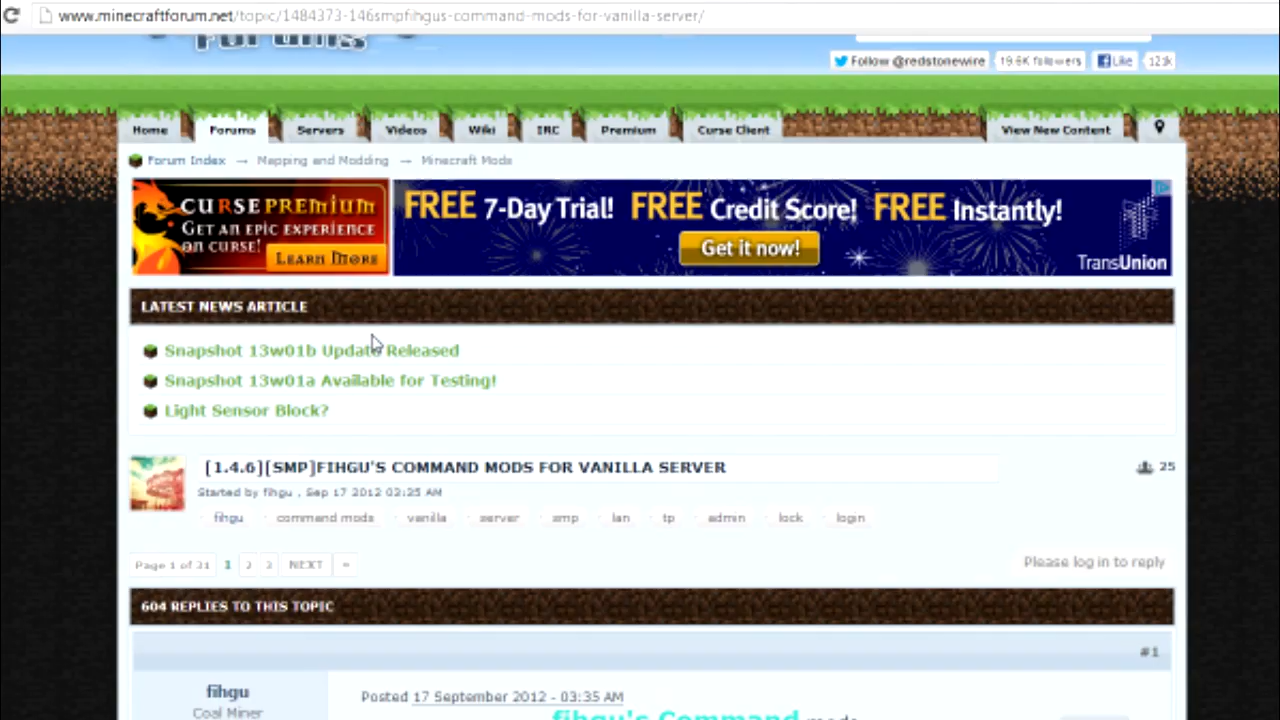 www.minecraftforum.net/topic/1484373-146smpfihgus-command-mods-for-vanilla-server/
Follow @redstonewire 19.6K followers Like 121k
Home Forums Servers Videos Wiki IRC Premium Curse Client View New Content
Forum Index → Mapping and Modding → Minecraft Mods
CURSE PREMIUM
GET AN EPIC EXPERIENCE
ON CURSE!
LEARN MORE
FREE 7-Day Trial! FREE Credit Score! FREE Instantly!
Get it now!
TransUnion
LATEST NEWS ARTICLE
Snapshot 13w01b Update Released
Snapshot 13w01a Available for Testing!
Light Sensor Block?
[1.4.6][SMP]FIHGU'S COMMAND MODS FOR VANILLA SERVER
25
Started by fihgu , Sep 17 2012 03:35 AM
fihgu command mods vanilla server smp lan tp admin lock login
Page 1 of 31 1 2 3 NEXT »
Please log in to reply
604 REPLIES TO THIS TOPIC
#1
fihgu
Coal Miner
Posted 17 September 2012 - 03:35 AM
fihgu's Command mods